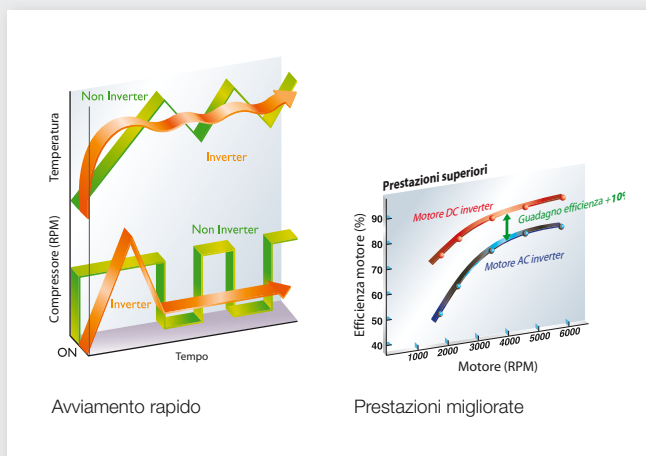 Non Inverter
Temperatura
Inverter
Non Inverter
Compressore (RPM)
Inverter
ON
Tempo
Avviamento rapido
Prestazioni superiori
Motore DC inverter
Guadagno efficienza +10%
Motore AC inverter
Efficienza motore (%)
90
80
70
60
50
40
1000 2000 3000 4000 5000 6000
Motore (RPM)
Prestazioni migliorate